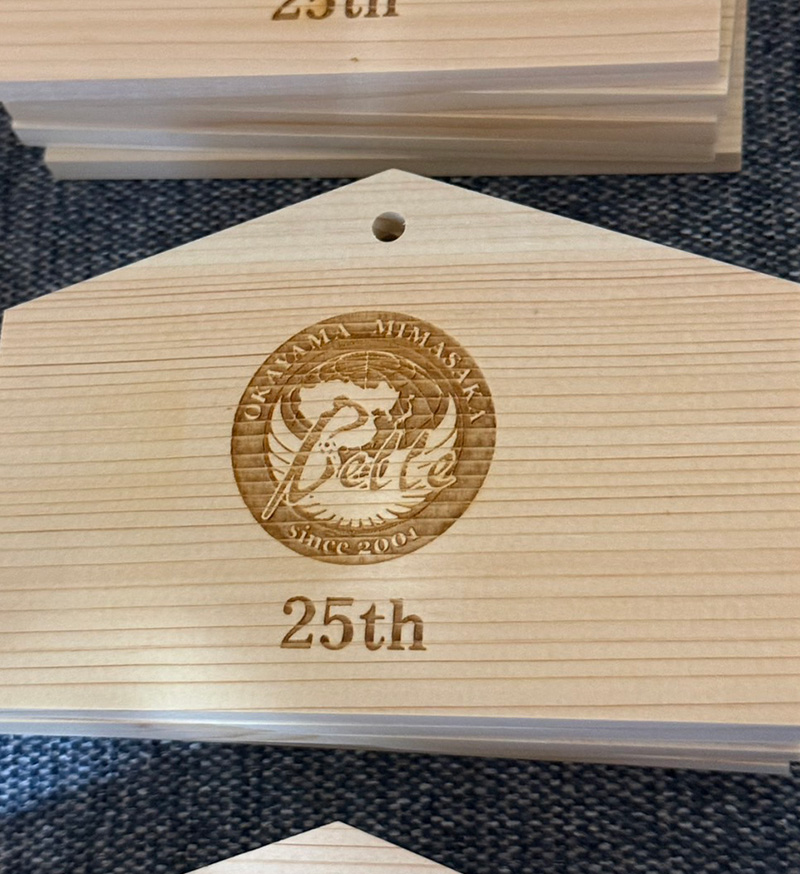 25th
OKAYAMA MIMASAKA
Belle
since 2001
25th